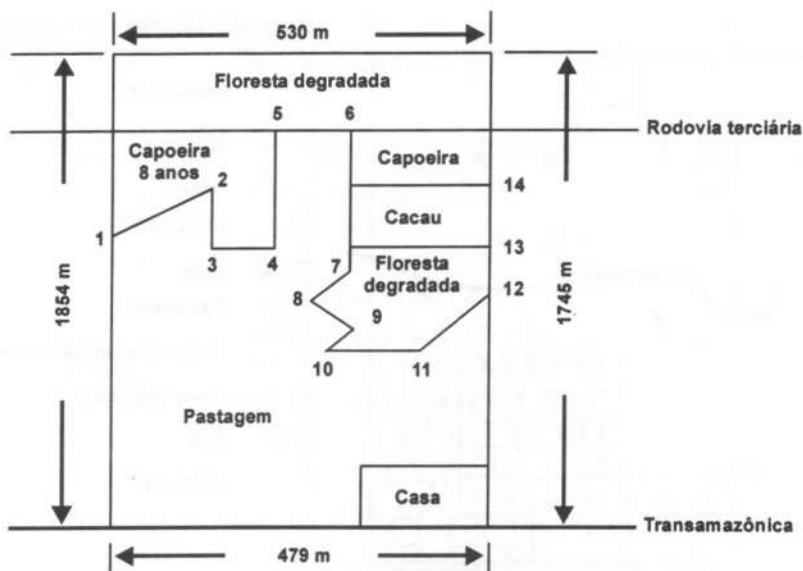 530 m
Floresta degradada
5
6
Rodovia terciária
Capoeira
8 anos
2
Capoeira
14
Cacau
1
3
4
7
13
Floresta
degradada
8
12
9
10
11
1854 m
1745 m
Pastagem
Casa
Transamazônica
479 m